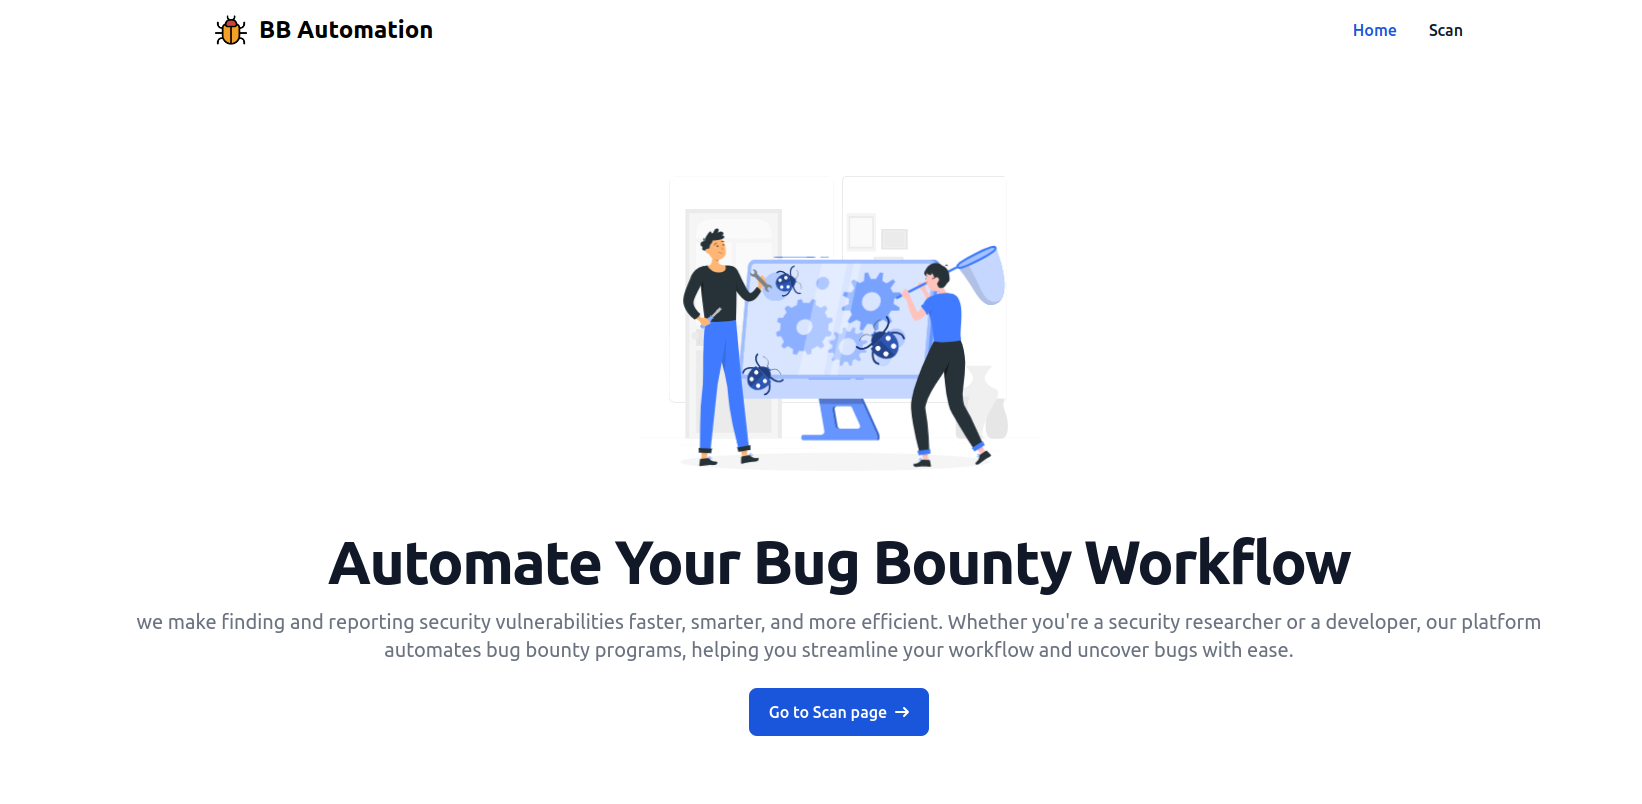 BB Automation
Home
Scan
Automate Your Bug Bounty Workflow
we make finding and reporting security vulnerabilities faster, smarter, and more efficient. Whether you're a security researcher or a developer, our platform
automates bug bounty programs, helping you streamline your workflow and uncover bugs with ease.
Go to Scan page →